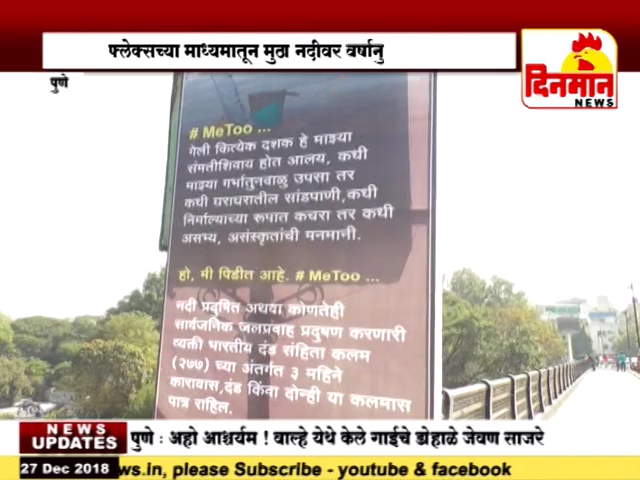 फ्लेक्सच्या माध्यमातून मुठा नदीवर वर्षानु
दिनमान
NEWS
पुणे
# MeToo ...
गेली कित्येक दशक हे माझ्या
संमतीशिवाय होत आलय, कधी
माझ्या गर्भातुनवाळु उपसा तर
कधी घराघरातील सांडपाणी,कधी
निर्माल्याच्या रूपात कचरा तर कधी
असभ्य, असंस्कृतांची मनमानी.
हो, मी पिडीत आहे. # MeToo ...
नदी प्रदुषित अथवा कोणतेही
सार्वजनिक जलप्रवाह प्रदुषण करणारी
व्यक्ती भारतीय दंड संहिता कलम
(२७७) च्या अंतर्गत ३ महिने
कारावास,दंड किंवा दोन्ही या कलमास
पात्र राहिल.
NEWS
UPDATES
पुणे : अहो आश्चर्यम ! वाल्हे येथे केले गाईचे डोहाळे जेवण साजरे
27 Dec 2018
ws.in, please Subscribe - youtube & facebook